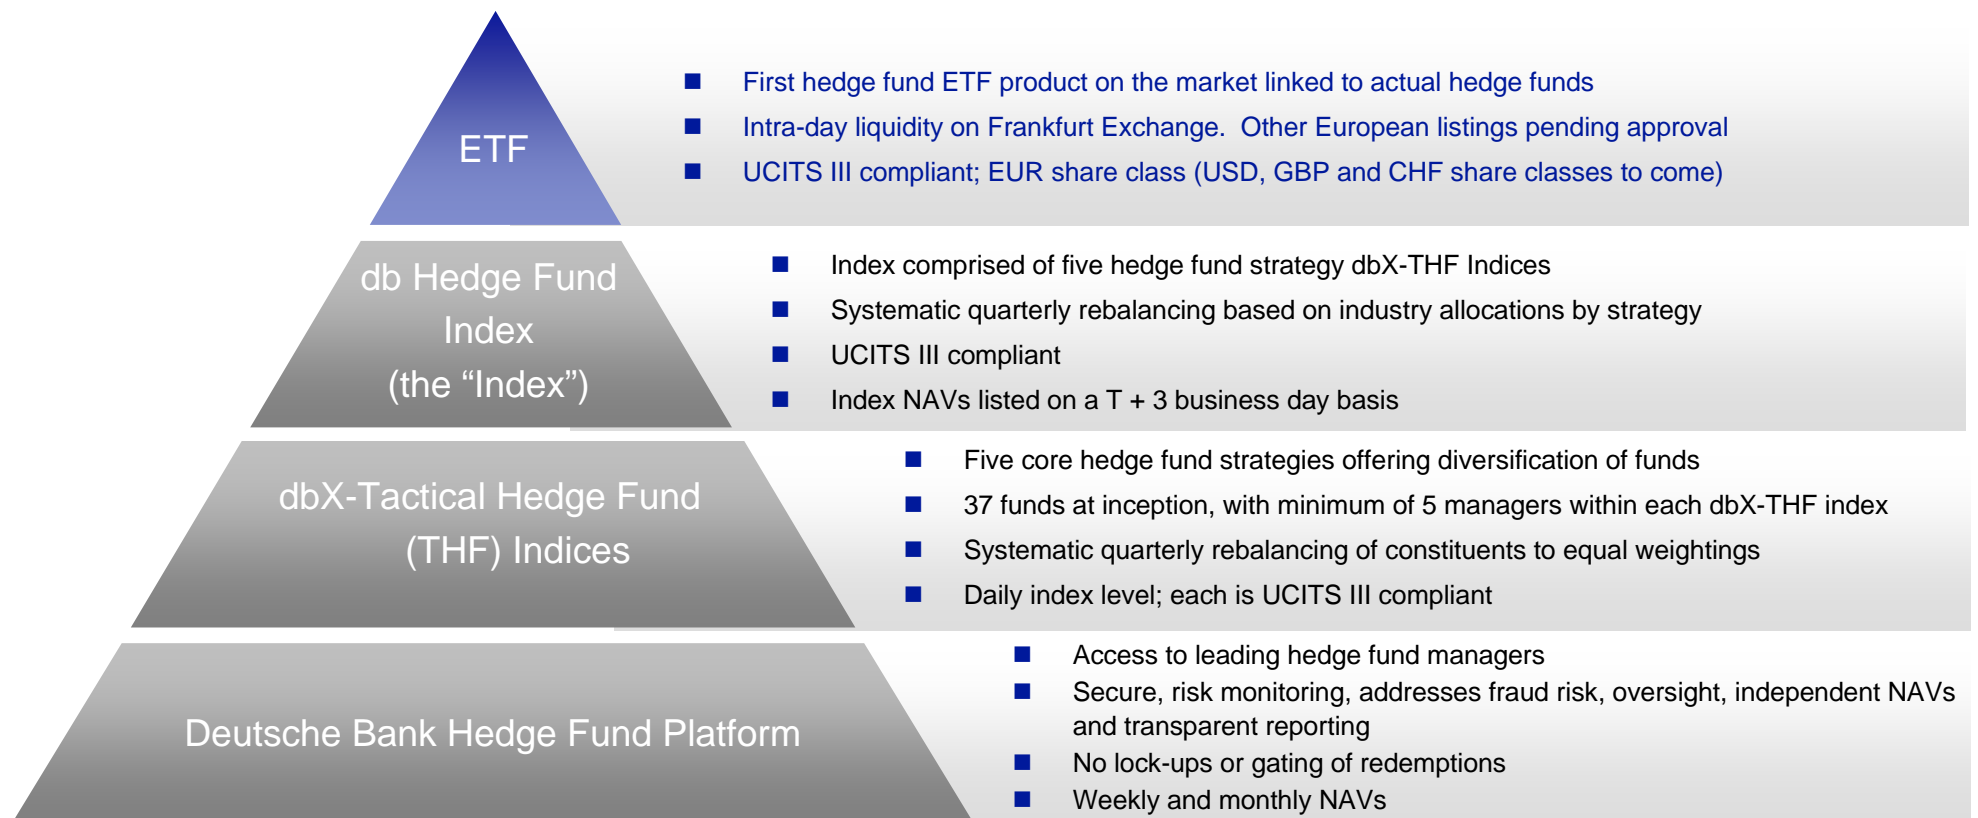 ETF
First hedge fund ETF product on the market linked to actual hedge funds
Intra-day liquidity on Frankfurt Exchange.  Other European listings pending approval
UCITS III compliant; EUR share class (USD, GBP and CHF share classes to come)
db Hedge Fund
Index
(the “Index”)
Index comprised of five hedge fund strategy dbX-THF Indices
Systematic quarterly rebalancing based on industry allocations by strategy
UCITS III compliant
Index NAVs listed on a T + 3 business day basis
dbX-Tactical Hedge Fund
(THF) Indices
Five core hedge fund strategies offering diversification of funds
37 funds at inception, with minimum of 5 managers within each dbX-THF index
Systematic quarterly rebalancing of constituents to equal weightings
Daily index level; each is UCITS III compliant
Deutsche Bank Hedge Fund Platform
Access to leading hedge fund managers
Secure, risk monitoring, addresses fraud risk, oversight, independent NAVs
and transparent reporting
No lock-ups or gating of redemptions
Weekly and monthly NAVs